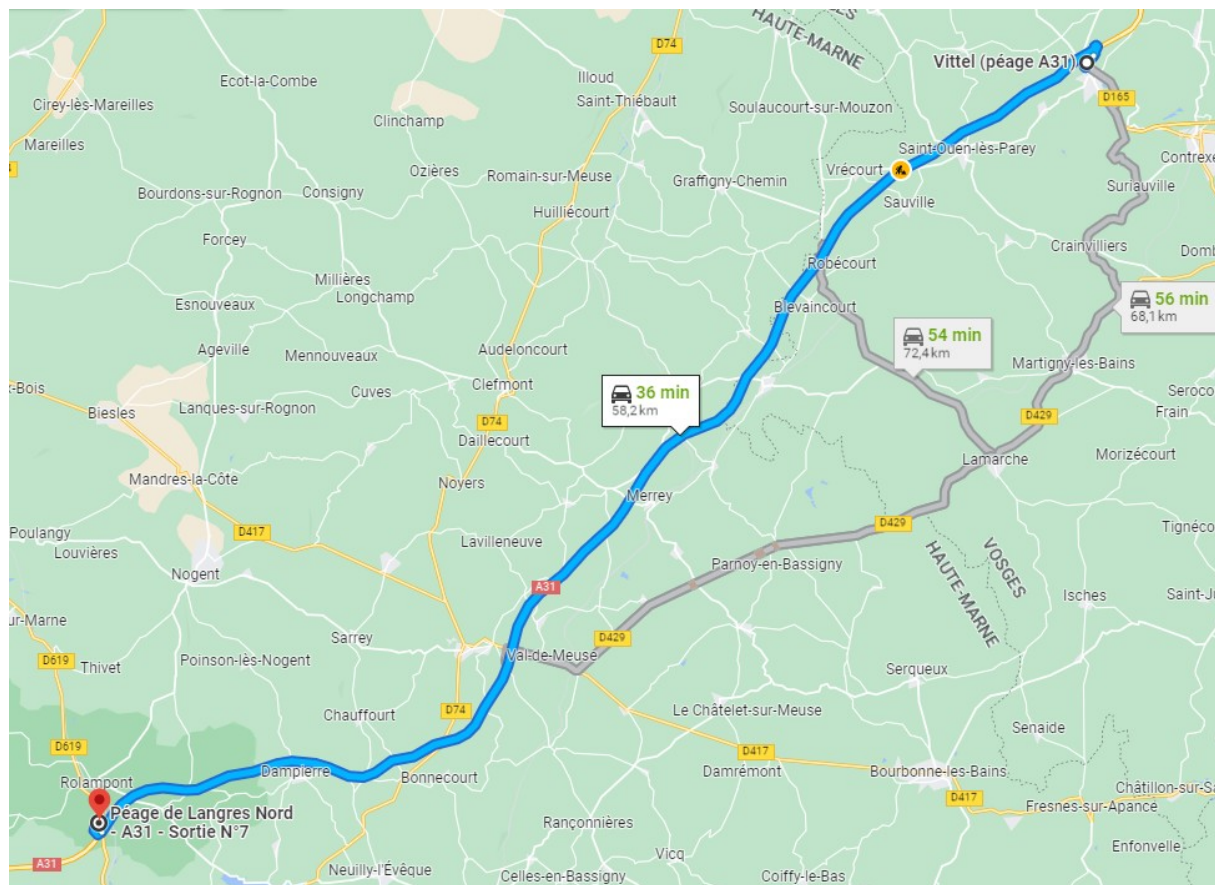 VOSGES
HAUTE-MARNE
D74
Vittel (péage A31)
Ecot-la-Combe
Illoud
Cirey-lès-Mareilles
Saint-Thiébault
Soulaucourt-sur-Mouzon
D165
Clinchamp
Mareilles
Saint-Ouen-lès-Parey
Contrex
Ozières
Romain-sur-Meuse
Vrécourt
Bourdons-sur-Rognon
Consigny
Graffigny-Chemin
Suriauville
Huilliécourt
Sauville
Forcey
Crainvilliers
Millières
Robécourt
Domb
Longchamp
Esnouveaux
Blevaincourt
56 min
68,1 km
54 min
72,4 km
Ageville
Mennouveaux
Audeloncourt
Martigny-les-Bains
x-Bois
Cuves
Clefmont
36 min
58,2 km
Seroco
Biesles
Lanques-sur-Rognon
D74
D429
Frain
Daillecourt
Lamarche
Morizécourt
Mandres-la-Côte
Noyers
Merrey
Poulangy
D417
D429
Tignéco
Louvières
Lavilleneuve
Parnoy-en-Bassigny
VOSGES
HAUTE-MARNE
Nogent
A31
Isches
Saint-Ju
ur-Marne
Sarrey
D429
D619
Thivet
Poinson-lès-Nogent
Val-de-Meuse
Serqueux
Chauffourt
D74
Le Châtelet-sur-Meuse
Senaide
D619
D417
Rolampont
Dampierre
Bonnecourt
Damrémont
Bourbonne-les-Bains
Châtillon-sur-Sa
D417
Péage de Langres Nord
- A31 - Sortie N°7
Fresnes-sur-Apance
Rançonnières
Enfonvelle
A31
Vicq
Neuilly-l'Évêque
Celles-en-Bassigny
Coiffy-le-Bas